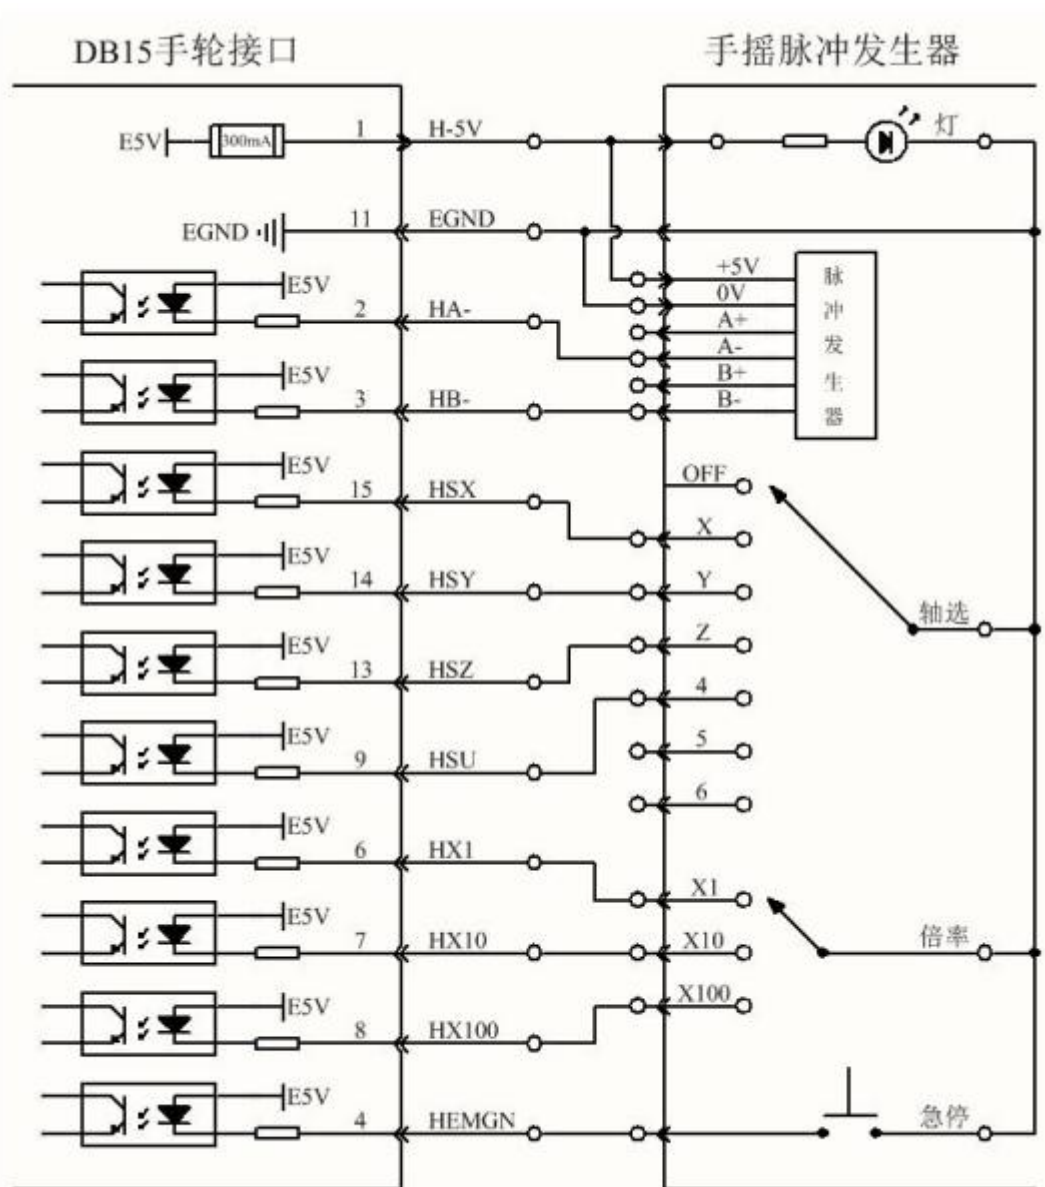 DB15手轮接口 手摇脉冲发生器
E5V 300mA 1 H-5V 灯
EGND 11 EGND
+5V
E5V 0V
2 HA- A+
A-
E5V B+
3 HB- B-
脉
冲
发
生
器
E5V OFF
15 HSX X
E5V
14 HSY Y 轴选
E5V Z
13 HSZ 4
E5V 5
9 HSU 6
E5V
6 HX1 X1
E5V
7 HX10 X10 倍率
E5V X100
8 HX100
E5V
4 HEMGN 急停